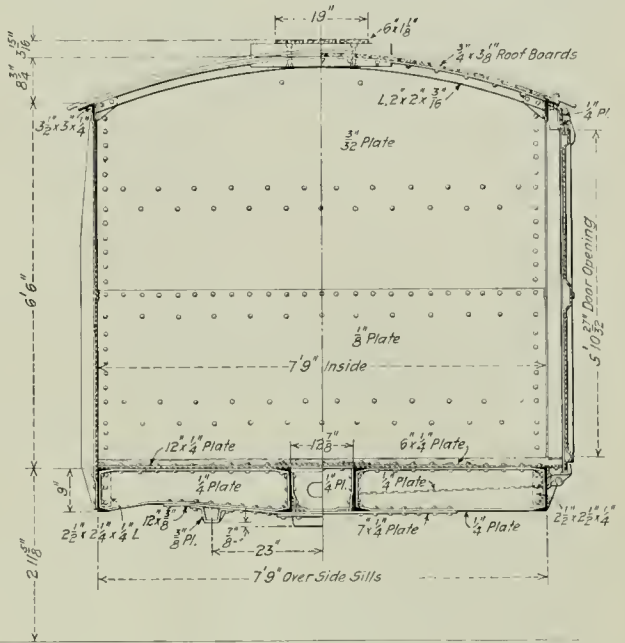 19"
6"x1 1/8"
3 15/16"
8 3/4"
3/4" x 3 1/8" Roof Boards
L, 2"x 2"x 3/16"
3 1/2"x 3"x 1/4"
1/4" Pl.
3/32" Plate
6'6"
5' 10 27/32" Door Opening
1/8" Plate
7'9" Inside
12"x 1/4" Plate
12 7/8"
6"x 1/4" Plate
9"
1/4" Plate
1/4" Pl.
1/4" Plate
12"x 3/8"
3/8" Pl.
7/8"
7"x 1/4" Plate
1/4" Plate
2 1/2"x 2 1/4"x 1/4" L
2 1/2"x 2 1/2"x 1/4"
23"
7'9" Over Side Sills